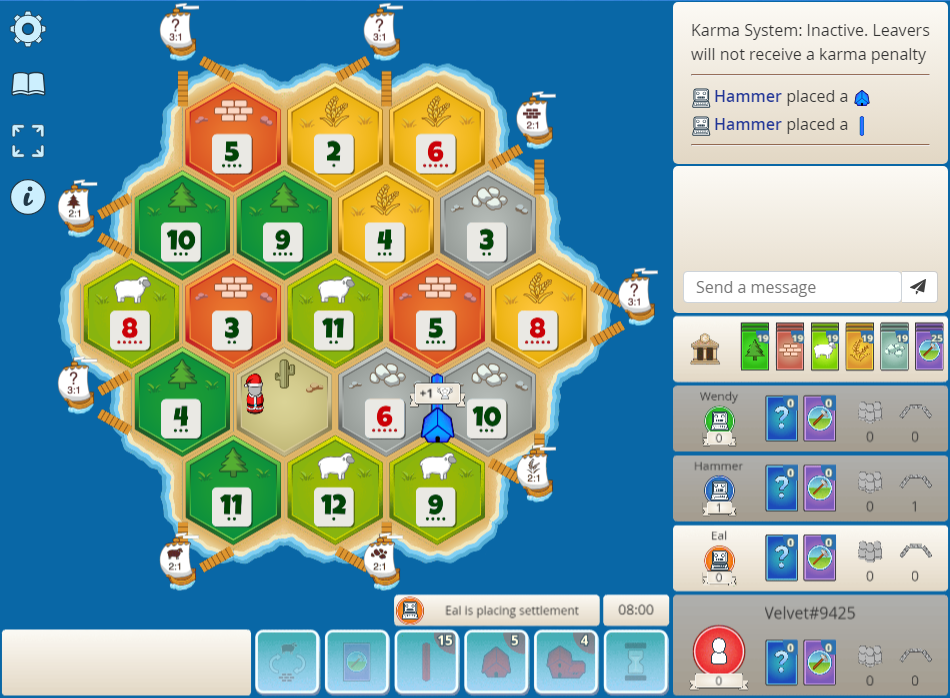 ?
3:1
?
3:1
2:1
5
2
6
2:1
10
9
4
3
8
3
11
5
8
?
3:1
?
3:1
4
6
+1
10
11
12
9
2:1
2:1
2:1
Eal is placing settlement
08:00
15
5
4
Karma System: Inactive. Leavers
will not receive a karma penalty
Hammer placed a
Hammer placed a
Send a message
19 19 19 19 19 25
Wendy
0
? 0 0
0 0
Hammer
1
? 0 0
0 1
Eal
0
? 0 0
0 0
Velvet#9425
0
? 0 0
0 0
i